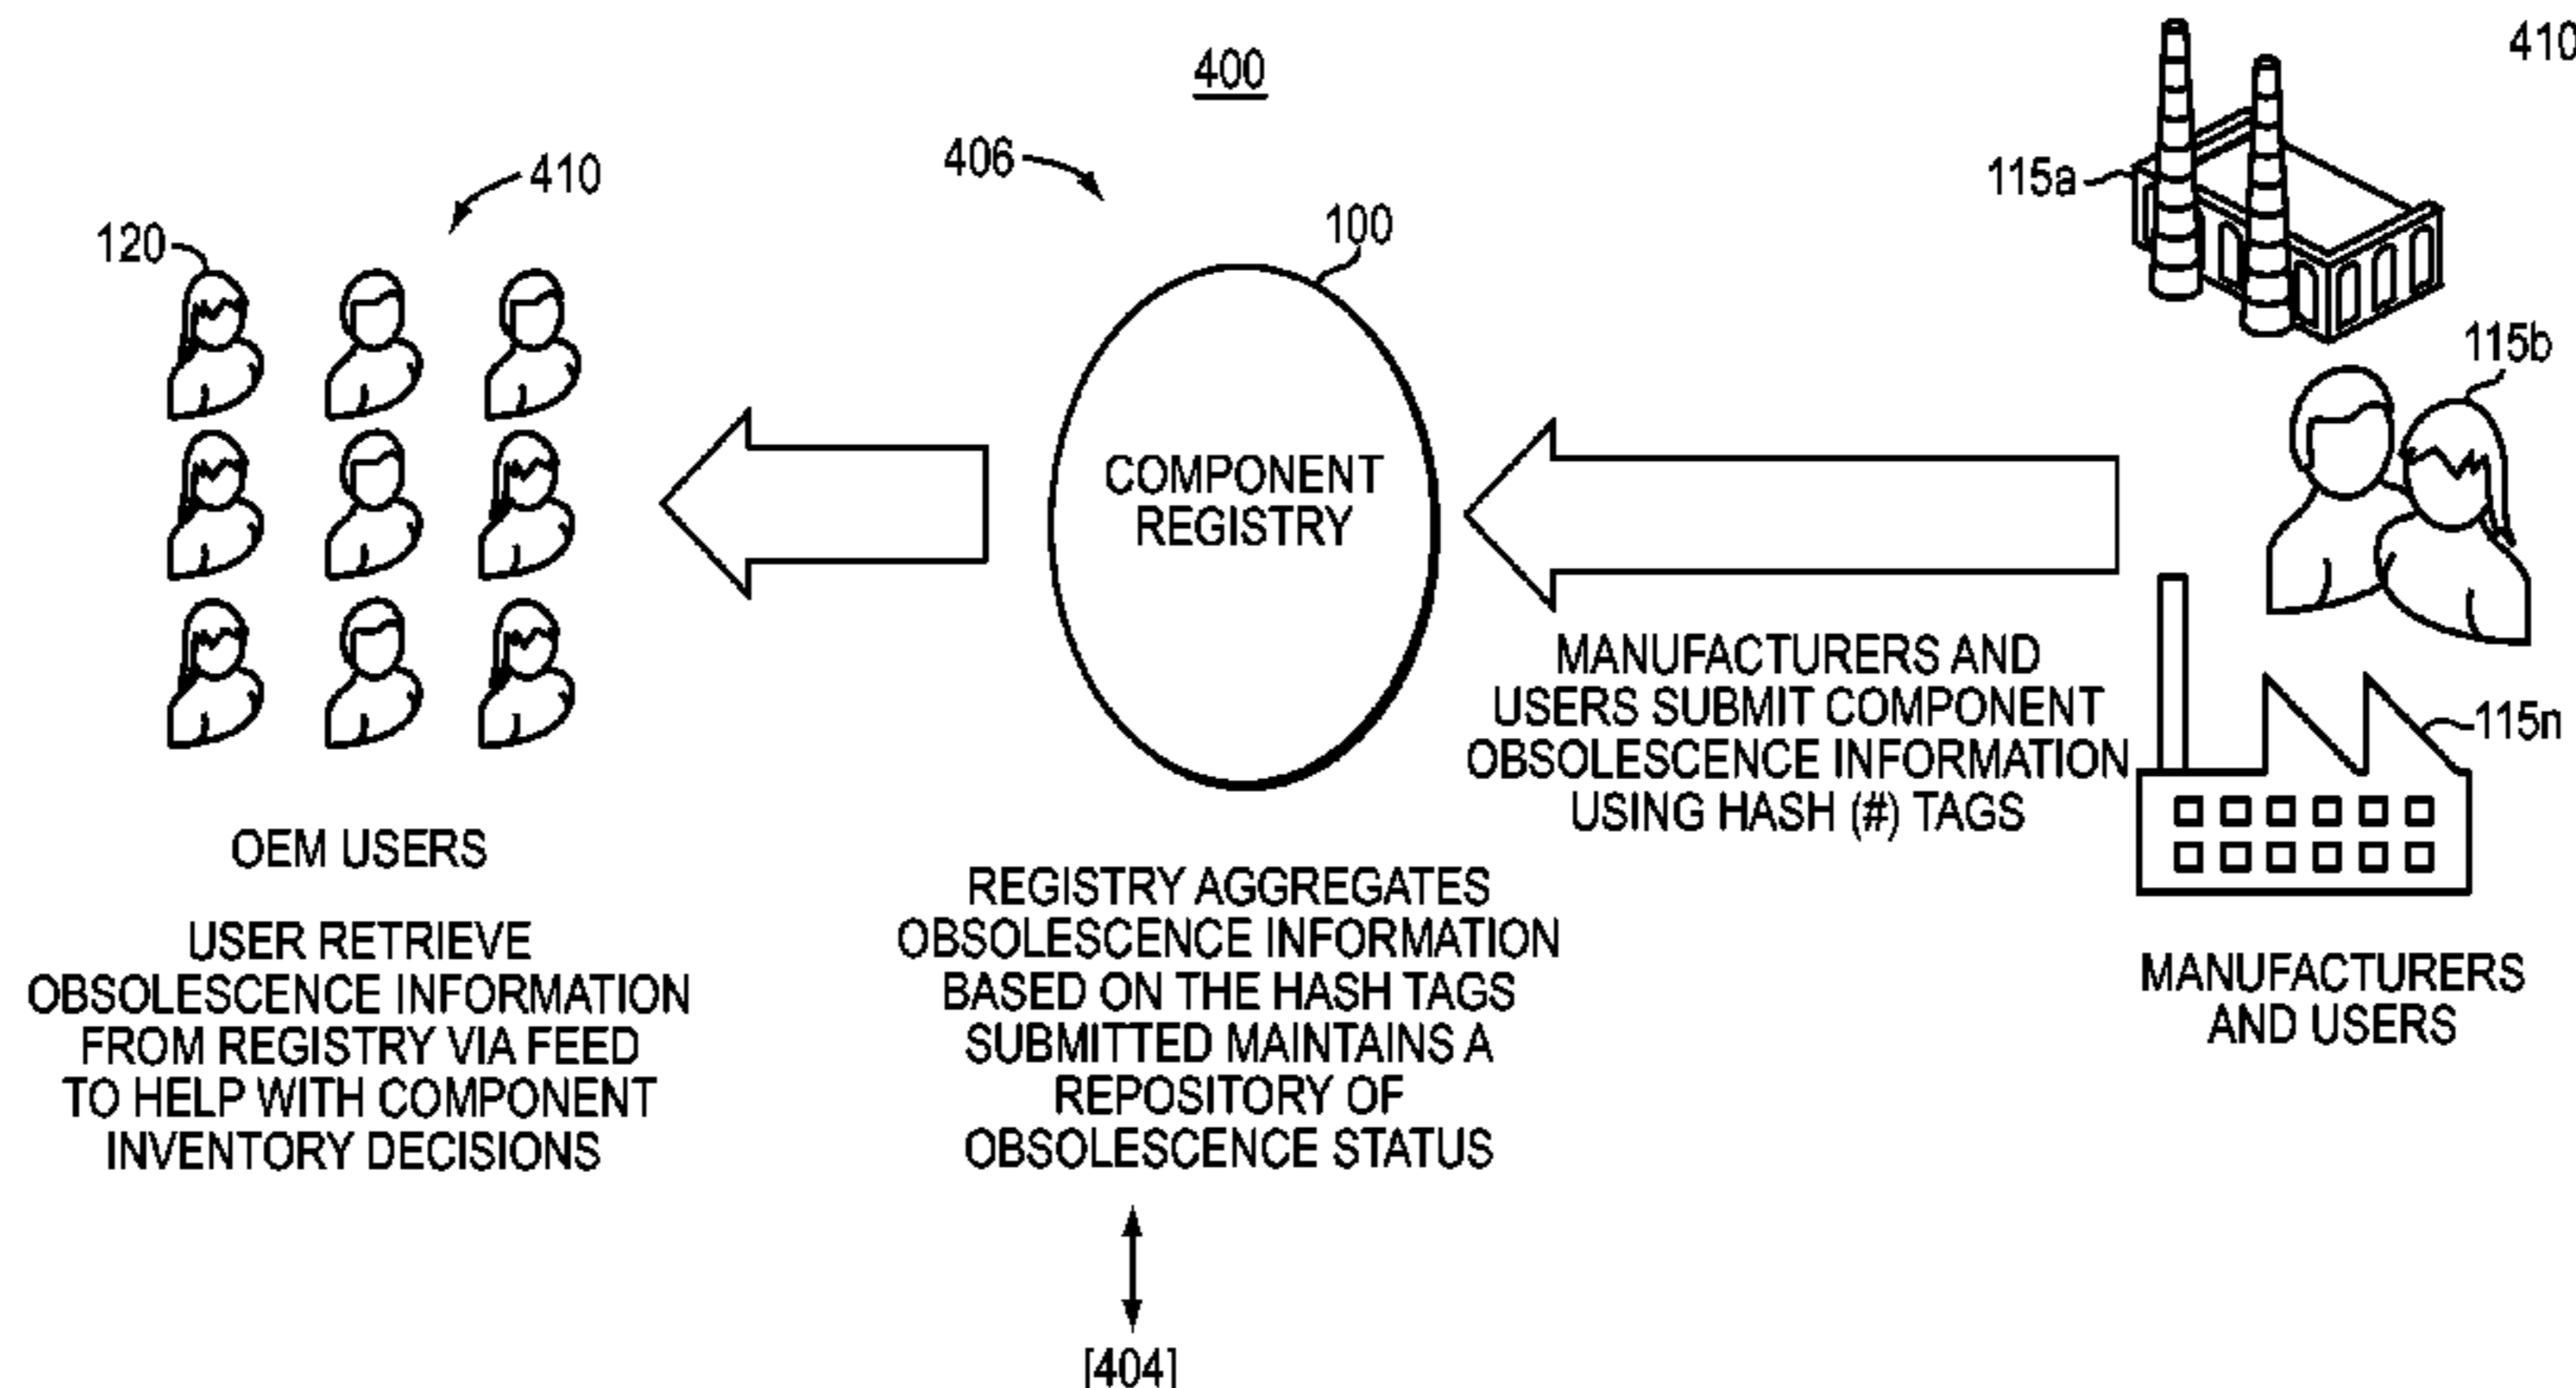 400
410
406
410
120
100
115a
115b
COMPONENT
REGISTRY
MANUFACTURERS AND
USERS SUBMIT COMPONENT
OBSOLESCENCE INFORMATION
USING HASH (#) TAGS
115n
OEM USERS
USER RETRIEVE
OBSOLESCENCE INFORMATION
FROM REGISTRY VIA FEED
TO HELP WITH COMPONENT
INVENTORY DECISIONS
REGISTRY AGGREGATES
OBSOLESCENCE INFORMATION
BASED ON THE HASH TAGS
SUBMITTED MAINTAINS A
REPOSITORY OF
OBSOLESCENCE STATUS
MANUFACTURERS
AND USERS
[404]